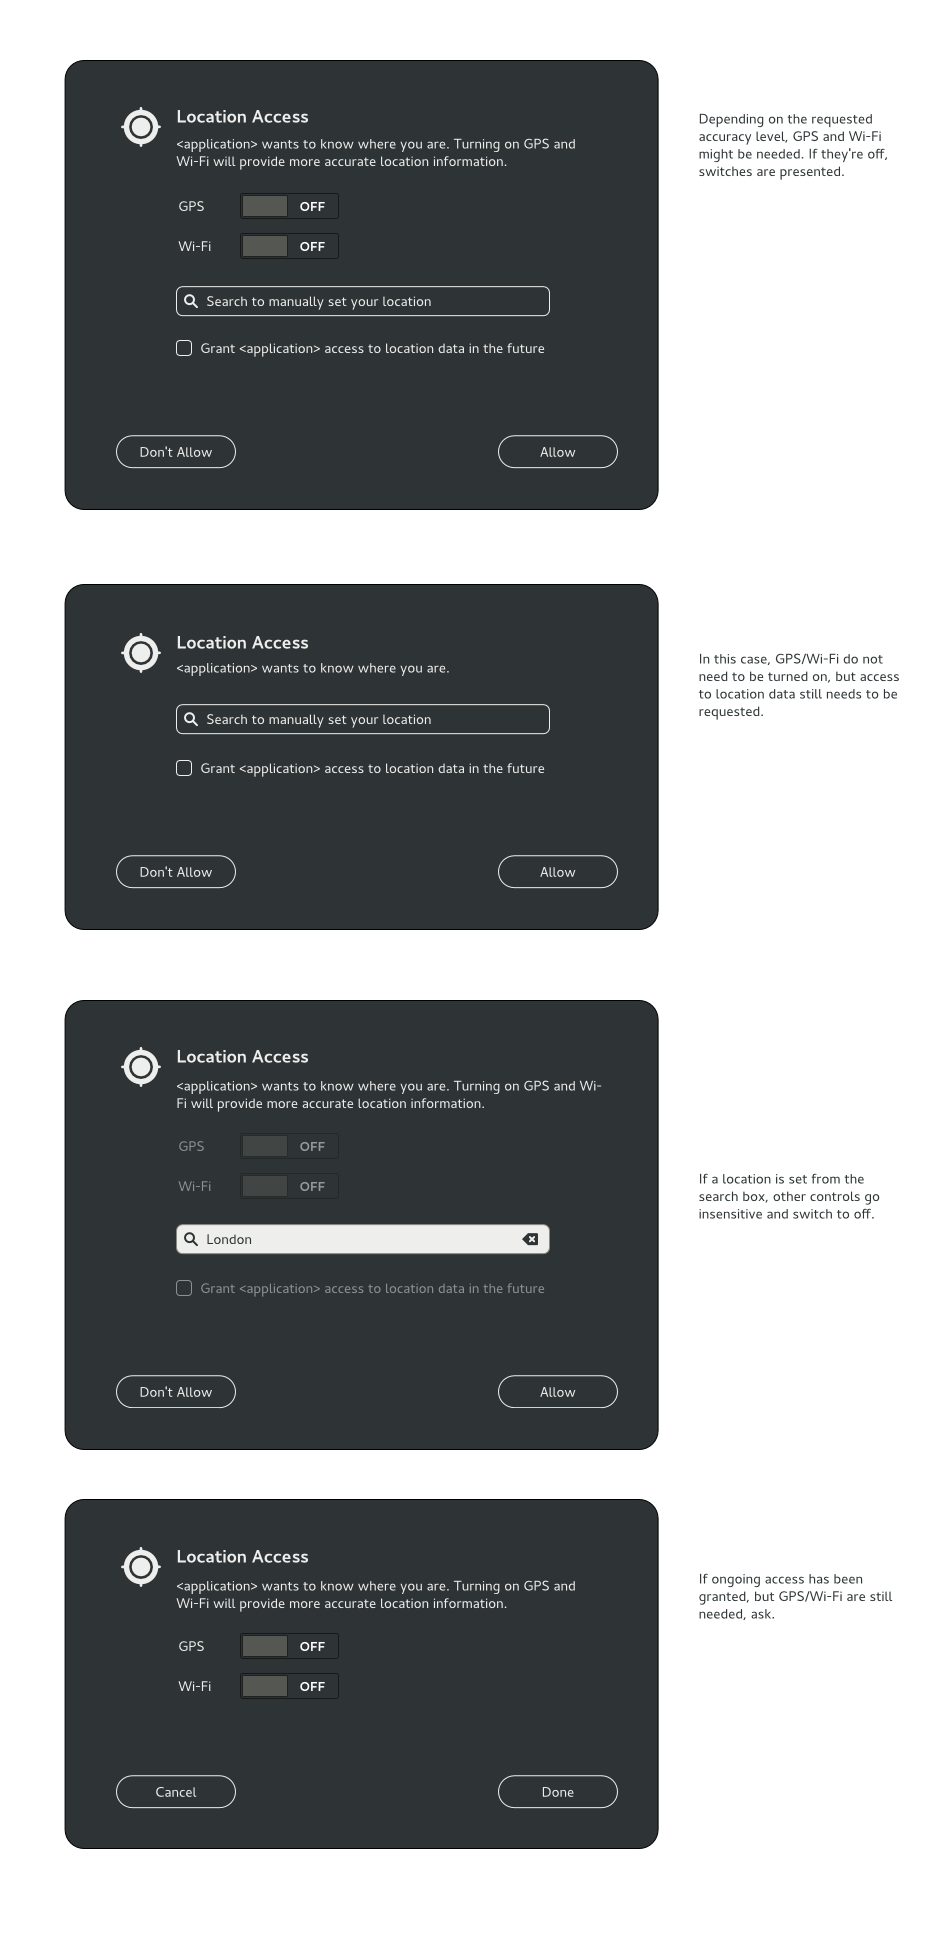 Location Access
<application> wants to know where you are. Turning on GPS and
Wi-Fi will provide more accurate location information.
GPS OFF
Wi-Fi OFF
Search to manually set your location
Grant <application> access to location data in the future
Don't Allow
Allow
Depending on the requested
accuracy level, GPS and Wi-Fi
might be needed. If they're off,
switches are presented.
Location Access
<application> wants to know where you are.
Search to manually set your location
Grant <application> access to location data in the future
Don't Allow
Allow
In this case, GPS/Wi-Fi do not
need to be turned on, but access
to location data still needs to be
requested.
Location Access
<application> wants to know where you are. Turning on GPS and Wi-
Fi will provide more accurate location information.
GPS OFF
Wi-Fi OFF
London
Grant <application> access to location data in the future
Don't Allow
Allow
If a location is set from the
search box, other controls go
insensitive and switch to off.
Location Access
<application> wants to know where you are. Turning on GPS and
Wi-Fi will provide more accurate location information.
GPS OFF
Wi-Fi OFF
Cancel
Done
If ongoing access has been
granted, but GPS/Wi-Fi are still
needed, ask.